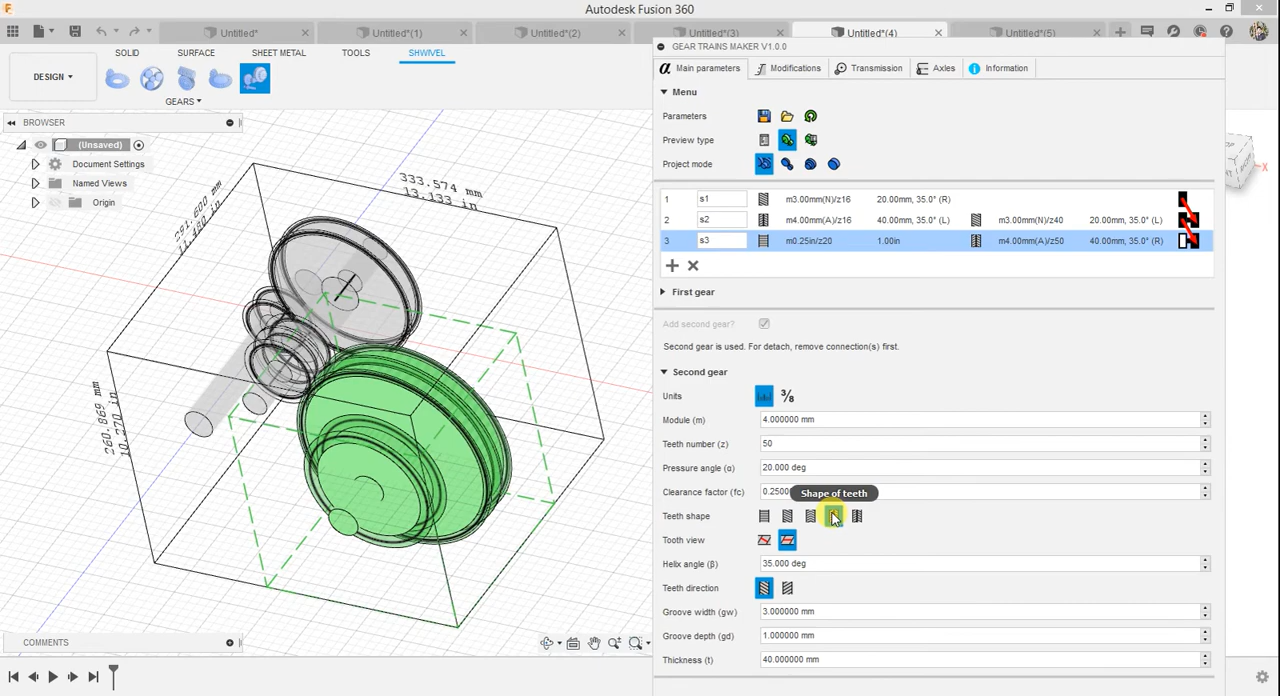 Autodesk Fusion 360
Untitled* Untitled*(1) Untitled*(2) Untitled*(3) Untitled*(4) Untitled*(5)
SOLID SURFACE SHEET METAL TOOLS SHWIVEL
DESIGN
GEARS
BROWSER
(Unsaved)
Document Settings
Named Views
Origin
333.574 mm
13.133 in
260.869 mm
10.270 in
COMMENTS
GEAR TRAINS MAKER V1.0.0
Main parameters Modifications Transmission Axles Information
Menu
Parameters
Preview type
Project mode
1 s1 m3.00mm(N)/z16 20.00mm, 35.0° (R)
2 s2 m4.00mm(A)/z16 40.00mm, 35.0° (L) m3.00mm(N)/z40 20.00mm, 35.0° (L)
3 s3 m0.25in/z20 1.00in m4.00mm(A)/z50 40.00mm, 35.0° (R)
First gear
Add second gear?
Second gear is used. For detach, remove connection(s) first.
Second gear
Units
Module (m) 4.000000 mm
Teeth number (z) 50
Pressure angle (α) 20.000 deg
Clearance factor (fc) 0.2500
Shape of teeth
Teeth shape
Tooth view
Helix angle (β) 35.000 deg
Teeth direction
Groove width (gw) 3.000000 mm
Groove depth (gd) 1.000000 mm
Thickness (t) 40.000000 mm